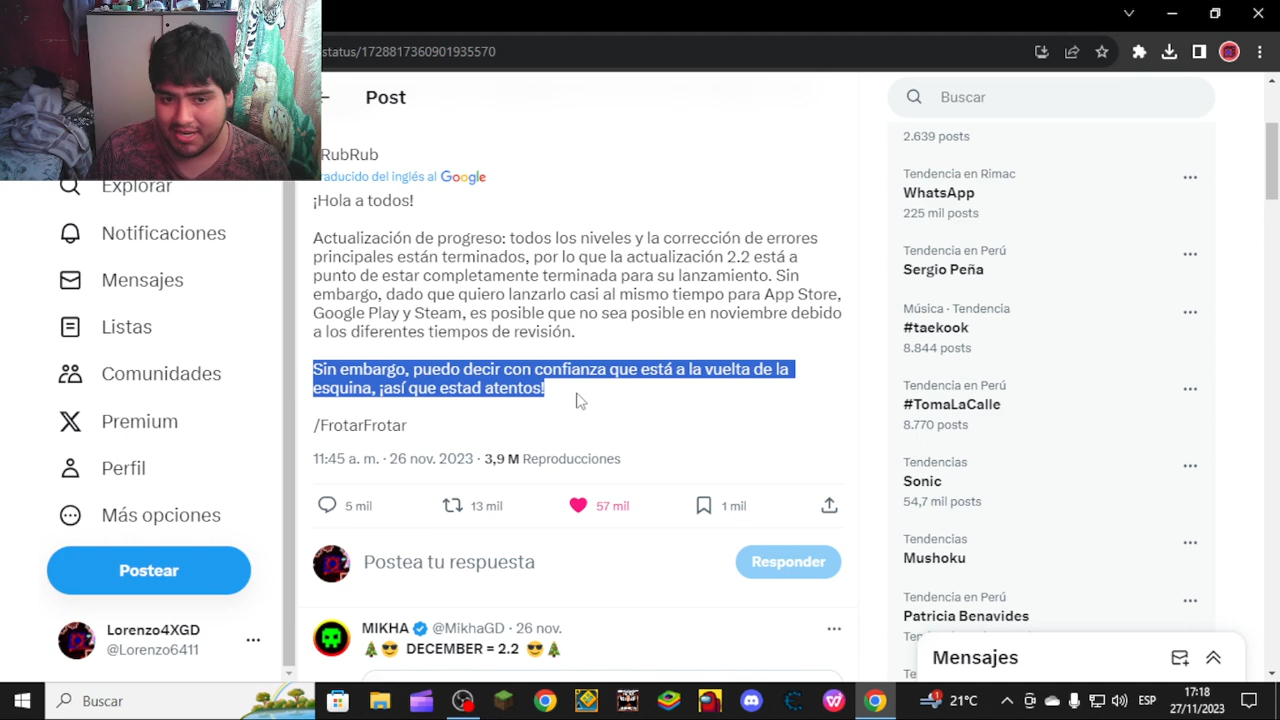 status/1728817360901935570
Post
RubRub
raducido del inglés al Google
¡Hola a todos!
Actualización de progreso: todos los niveles y la corrección de errores
principales están terminados, por lo que la actualización 2.2 está a
punto de estar completamente terminada para su lanzamiento. Sin
embargo, dado que quiero lanzarlo casi al mismo tiempo para App Store,
Google Play y Steam, es posible que no sea posible en noviembre debido
a los diferentes tiempos de revisión.
Sin embargo, puedo decir con confianza que está a la vuelta de la
esquina, ¡así que estad atentos!
/FrotarFrotar
11:45 a. m. · 26 nov. 2023 · 3,9 M Reproducciones
5 mil
13 mil
57 mil
1 mil
Postea tu respuesta
Responder
MIKHA @MikhaGD · 26 nov.
🎄😎 DECEMBER = 2.2 😎🎄
Explorar
Notificaciones
Mensajes
Listas
Comunidades
Premium
Perfil
Más opciones
Postear
Lorenzo4XGD
@Lorenzo6411
Buscar
2.639 posts
Tendencia en Rimac
WhatsApp
225 mil posts
Tendencia en Perú
Sergio Peña
Música · Tendencia
#taekook
8.844 posts
Tendencia en Perú
#TomaLaCalle
8.770 posts
Tendencias
Sonic
54,7 mil posts
Tendencias
Mushoku
Tendencia en Perú
Patricia Benavides
Mensajes
Buscar
1
21°C
ESP
17:18
27/11/2023